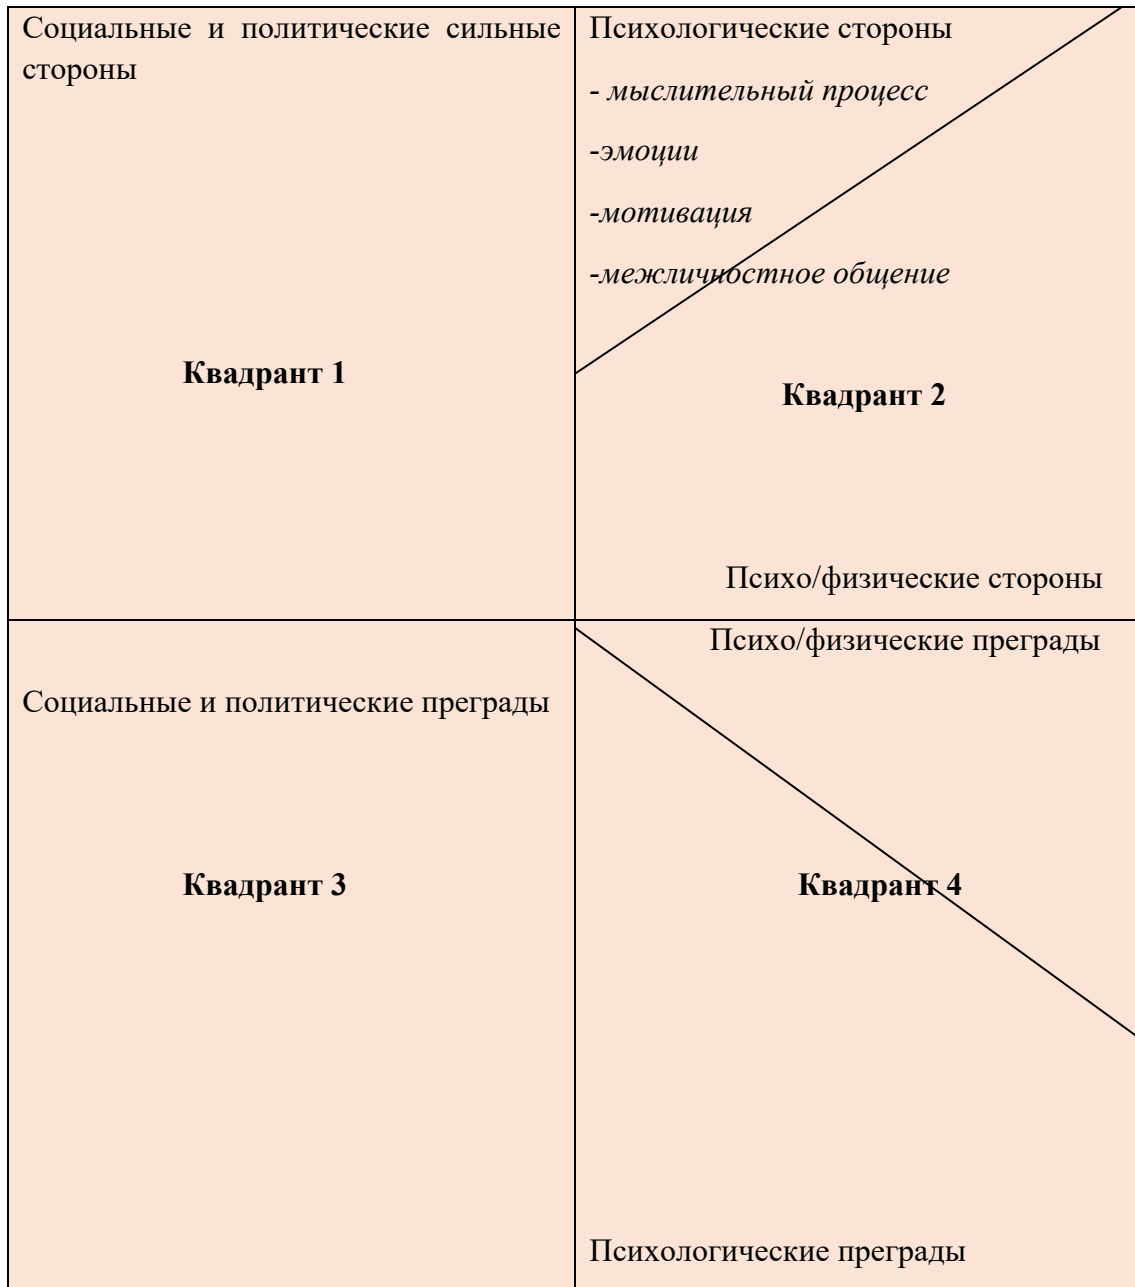 Социальные и политические сильные
стороны
Квадрант 1
Психологические стороны
- мыслительный процесс
-эмоции
-мотивация
-межличностное общение
Квадрант 2
Психо/физические стороны
Социальные и политические преграды
Квадрант 3
Психо/физические преграды
Квадрант 4
Психологические преграды